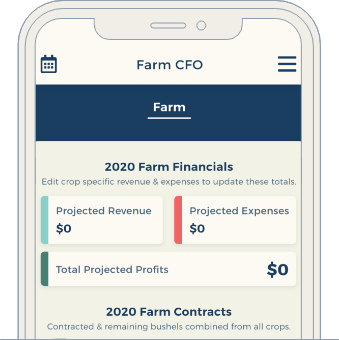 Farm CFO
Farm
2020 Farm Financials
Edit crop specific revenue & expenses to update these totals.
Projected Revenue
$0
Projected Expenses
$0
Total Projected Profits
$0
2020 Farm Contracts
Contracted & remaining bushels combined from all crops.